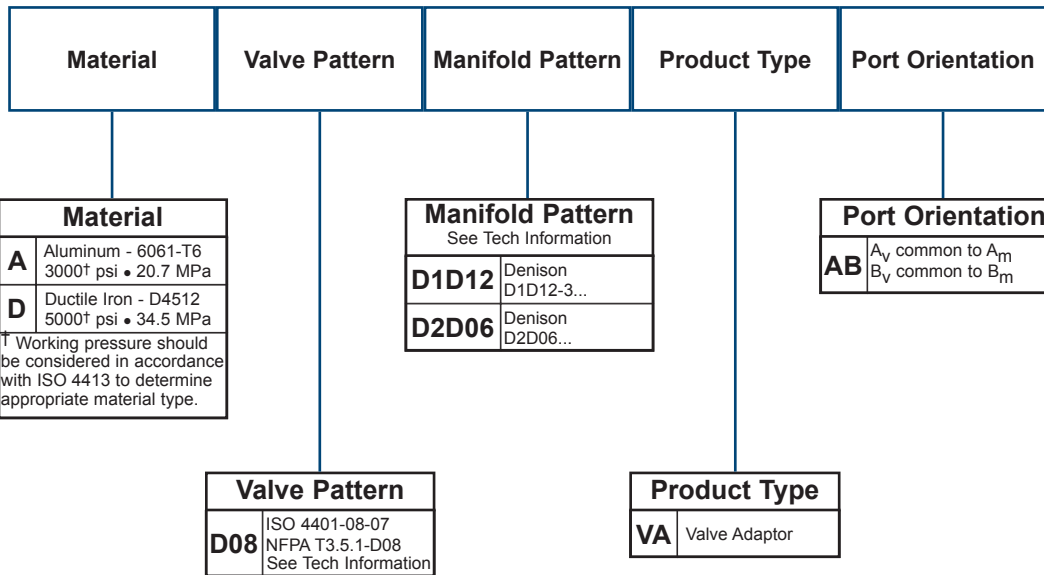 Material
Valve Pattern
Manifold Pattern
Product Type
Port Orientation
Material
A
Aluminum - 6061-T6
3000† psi • 20.7 MPa
D
Ductile Iron - D4512
5000† psi • 34.5 MPa
† Working pressure should
be considered in accordance
with ISO 4413 to determine
appropriate material type.
Manifold Pattern
See Tech Information
D1D12
Denison
D1D12-3...
D2D06
Denison
D2D06...
Port Orientation
AB
Av common to Am
Bv common to Bm
Valve Pattern
D08
ISO 4401-08-07
NFPA T3.5.1-D08
See Tech Information
Product Type
VA
Valve Adaptor